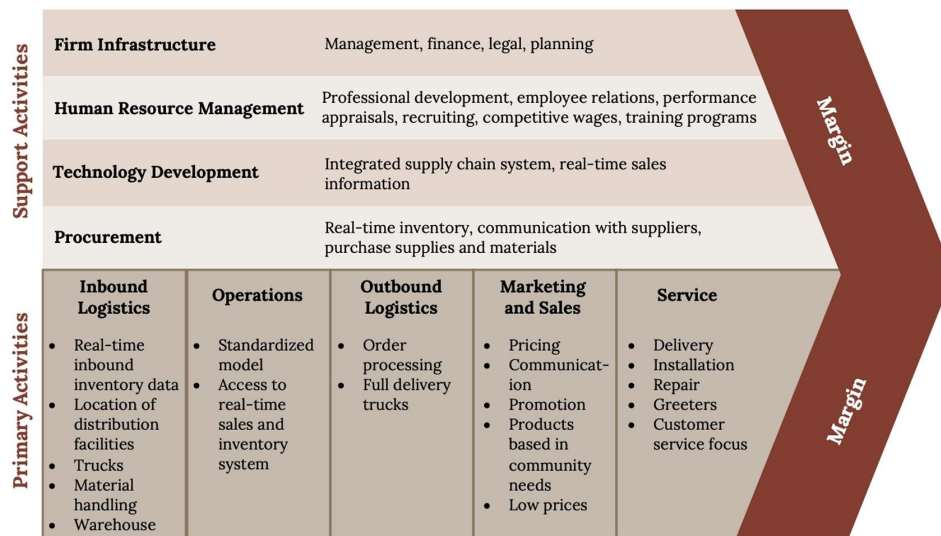 Support Activities
Firm Infrastructure
Management, finance, legal, planning
Human Resource Management
Professional development, employee relations, performance
appraisals, recruiting, competitive wages, training programs
Technology Development
Integrated supply chain system, real-time sales
information
Procurement
Real-time inventory, communication with suppliers,
purchase supplies and materials
Margin
Primary Activities
Inbound
Logistics
• Real-time
inbound
inventory data
• Location of
distribution
facilities
• Trucks
• Material
handling
• Warehouse
Operations
• Standardized
model
• Access to
real-time
sales and
inventory
system
Outbound
Logistics
• Order
processing
• Full delivery
trucks
Marketing
and Sales
• Pricing
• Communicat-
ion
• Promotion
• Products
based in
community
needs
• Low prices
Service
• Delivery
• Installation
• Repair
• Greeters
• Customer
service focus
Margin